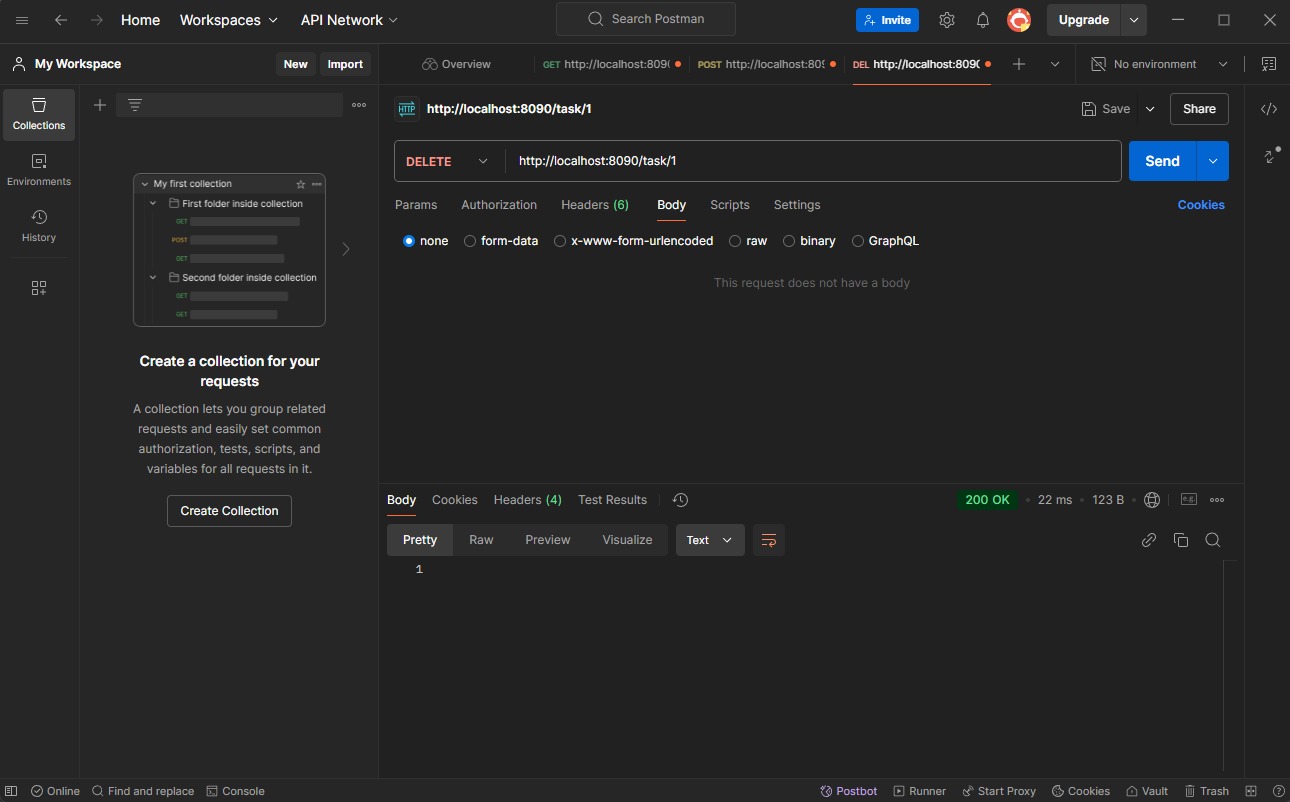 Home Workspaces API Network Search Postman Invite Upgrade
My Workspace New Import Overview GET http://localhost:809( POST http://localhost:809 DEL http://localhost:8090 No environment
Collections
Environments
History
My first collection
First folder inside collection
GET
POST
GET
Second folder inside collection
GET
GET
Create a collection for your
requests
A collection lets you group related
requests and easily set common
authorization, tests, scripts, and
variables for all requests in it.
Create Collection
HTTP http://localhost:8090/task/1 Save Share
DELETE http://localhost:8090/task/1 Send
Params Authorization Headers (6) Body Scripts Settings Cookies
none form-data x-www-form-urlencoded raw binary GraphQL
This request does not have a body
Body Cookies Headers (4) Test Results 200 OK 22 ms 123 B e.g.
Pretty Raw Preview Visualize Text
1
Online Find and replace Console Postbot Runner Start Proxy Cookies Vault Trash